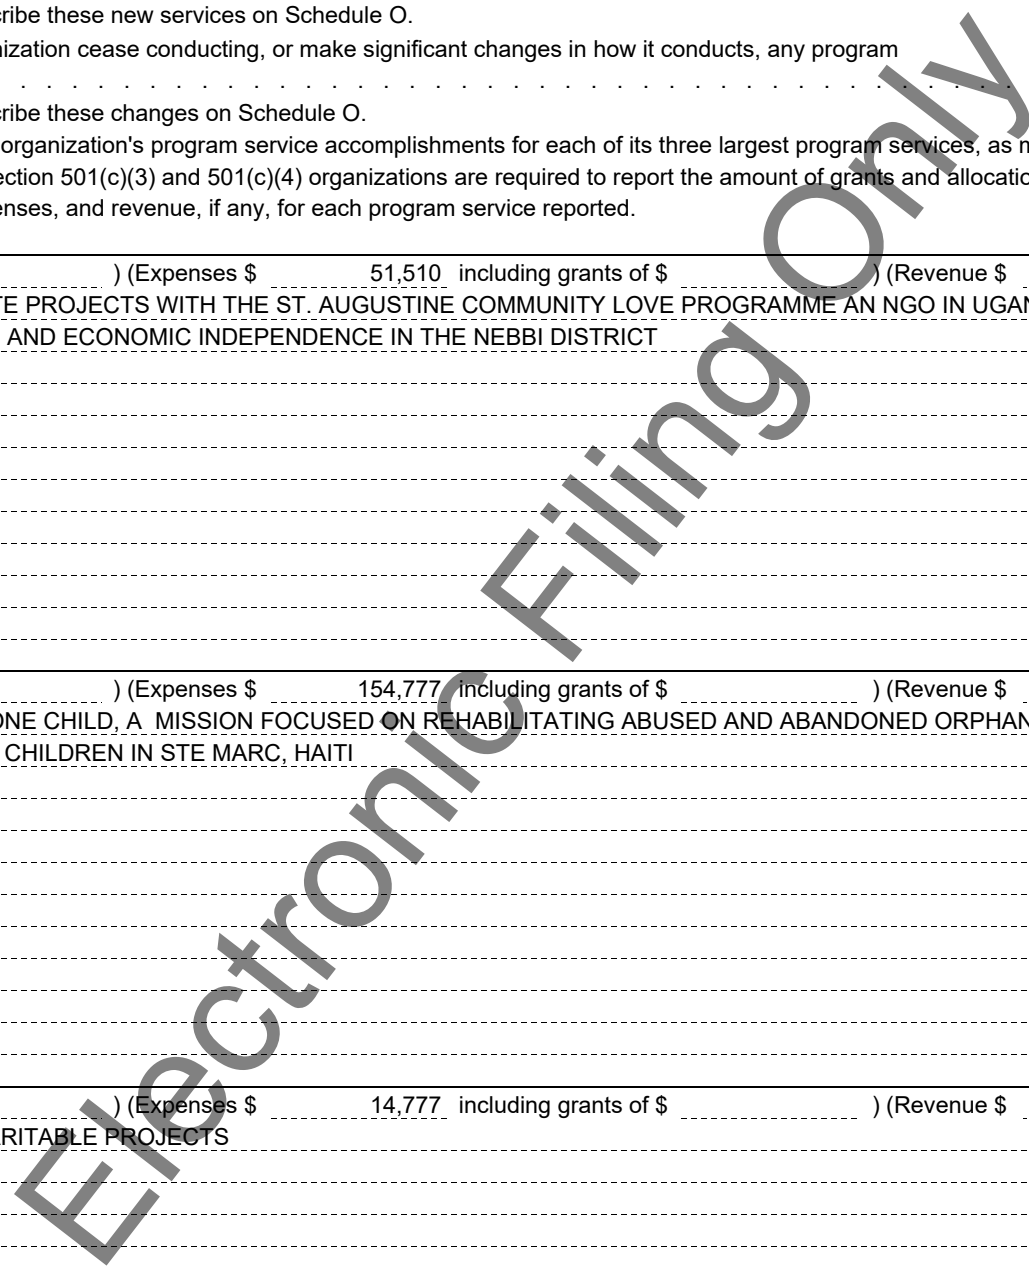 cribe these new services on Schedule O.
nization cease conducting, or make significant changes in how it conducts, any program
. . . . . . . . . . . . . . . . . . . . . . . . . . . . . . . . . . . . . . .
cribe these changes on Schedule O.
organization's program service accomplishments for each of its three largest program services, as m
ection 501(c)(3) and 501(c)(4) organizations are required to report the amount of grants and allocatio
enses, and revenue, if any, for each program service reported.
) (Expenses $ 51,510 including grants of $ ) (Revenue $
TE PROJECTS WITH THE ST. AUGUSTINE COMMUNITY LOVE PROGRAMME AN NGO IN UGAN
AND ECONOMIC INDEPENDENCE IN THE NEBBI DISTRICT
) (Expenses $ 154,777 including grants of $ ) (Revenue $
ONE CHILD, A MISSION FOCUSED ON REHABILITATING ABUSED AND ABANDONED ORPHAN
CHILDREN IN STE MARC, HAITI
) (Expenses $ 14,777 including grants of $ ) (Revenue $
ARITABLE PROJECTS
Electronic Filing Only